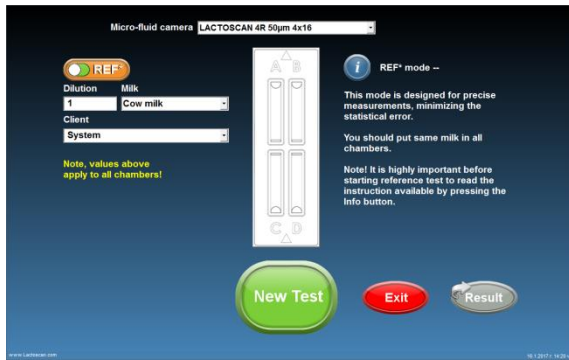 Micro-fluid camera LACTOSCAN 4R 50µm 4x16
REF*
Dilution Milk
1 Cow milk
Client
System
Note, values above
apply to all chambers!
A B
C D
i REF* mode --
This mode is designed for precise
measurements, minimizing the
statistical error.
You should put same milk in all
chambers.
Note! It is highly important before
starting reference test to read the
instruction available by pressing the
Info button.
New Test
Exit
Result
www.Lactoscan.com